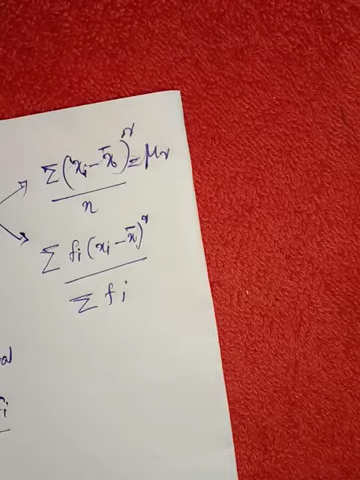 Σ(xᵢ-x̄)ʳ = μᵣ
n
Σ fᵢ(xᵢ-x̄)ʳ
Σ fᵢ